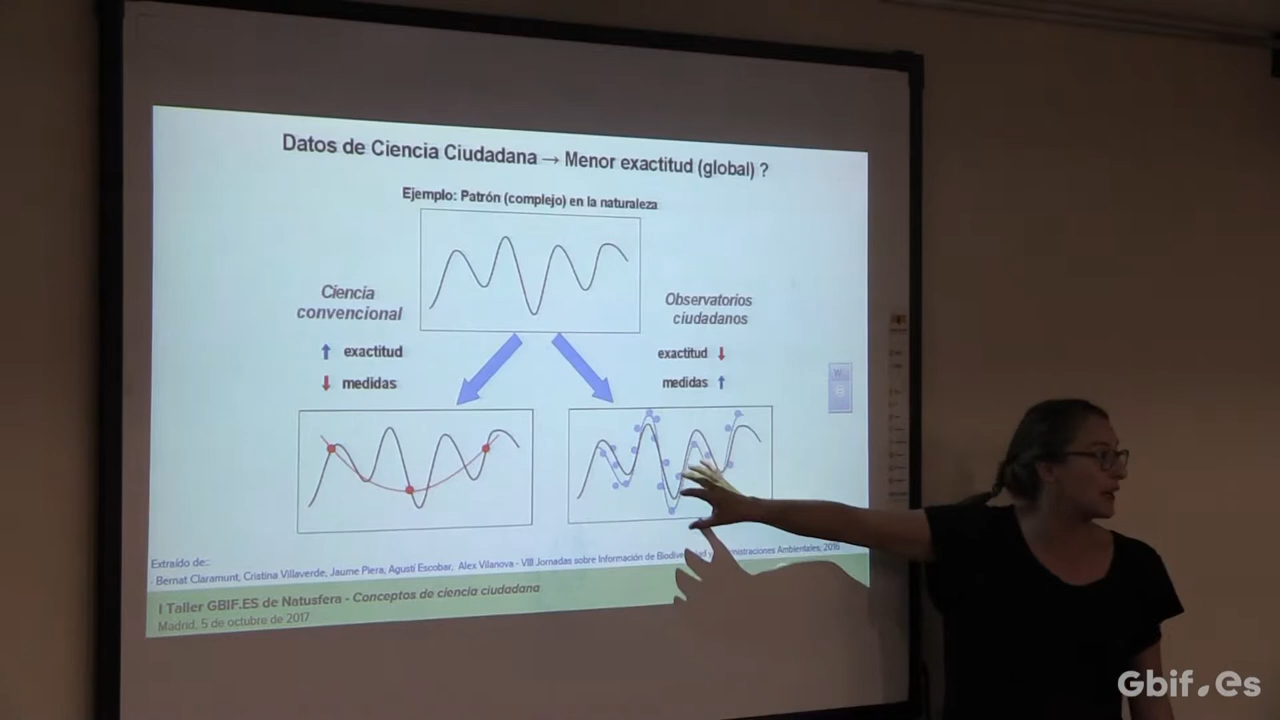 Datos de Ciencia Ciudadana → Menor exactitud (global) ?
Ejemplo: Patrón (complejo) en la naturaleza
Ciencia
convencional
↑ exactitud
↓ medidas
Observatorios
ciudadanos
exactitud ↓
medidas ↑
Extraído de::
- Bernat Claramunt, Cristina Villaverde, Jaume Piera, Agustí Escobar, Alex Vilanova - VIII Jornadas sobre Información de y Ambientales, 2016
I Taller GBIF.ES de Natusfera - Conceptos de ciencia ciudadana
Madrid, 5 de octubre de 2017
Gbif.es